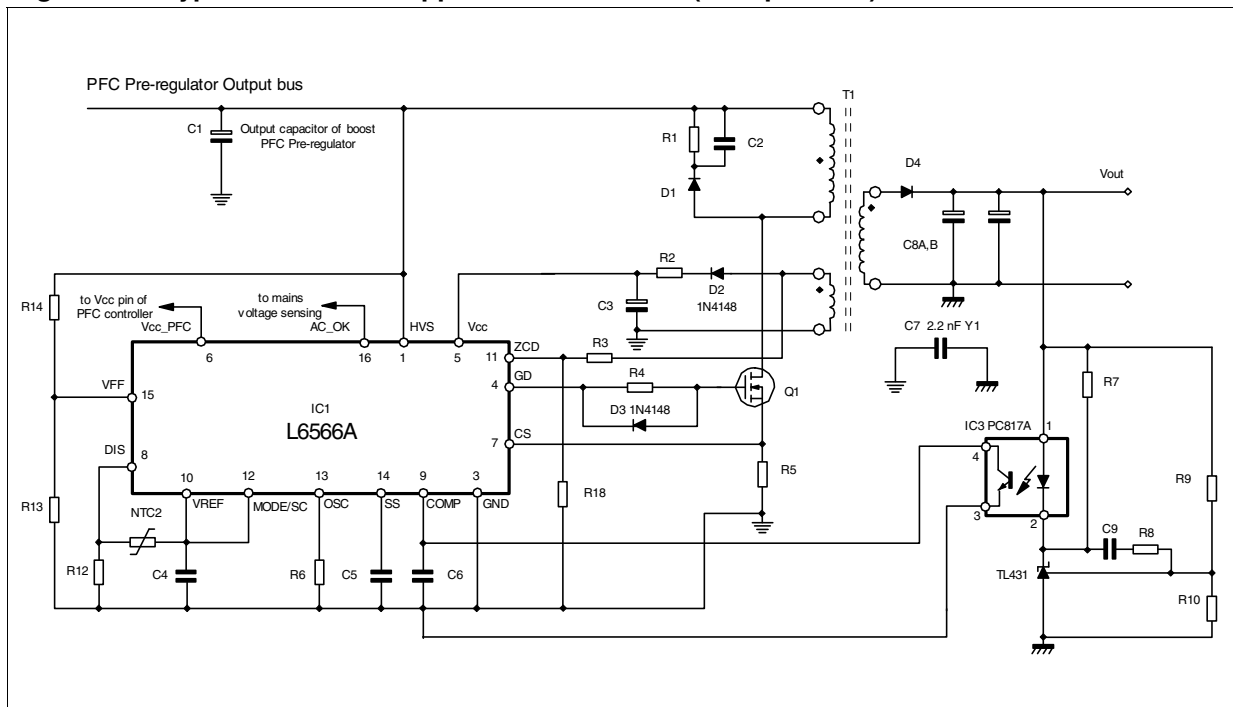 PFC Pre-regulator Output bus
T1
C1
Output capacitor of boost
PFC Pre-regulator
R1
C2
D4
Vout
D1
C8A,B
R2
D2
1N4148
C3
R14
to Vcc pin of
PFC controller
to mains
voltage sensing
Vcc_PFC
AC_OK
HVS
Vcc
C7 2.2 nF Y1
6
16
1
5
ZCD
11
R3
GD
4
R4
Q1
R7
VFF
15
IC1
L6566A
D3 1N4148
IC3 PC817A
1
DIS
8
CS
7
4
R5
R9
10
12
13
14
9
3
VREF
MODE/SC
OSC
SS
COMP
GND
R18
3
2
R13
NTC2
C9
R8
R12
C4
R6
C5
C6
TL431
R10